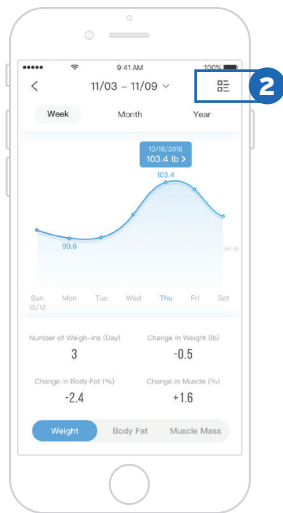 9:41 AM 100%
11/03 – 11/09
2
Week Month Year
10/18/2018
103.4 lb >
103.4
99.6
99 lb
Sun Mon Tue Wed Thu Fri Sat
10/12
Number of Weigh-ins (Day) Change in Weight (lb)
3 -0.5
Change in Body Fat (%) Change in Muscle (%)
-2.4 +1.6
Weight Body Fat Muscle Mass